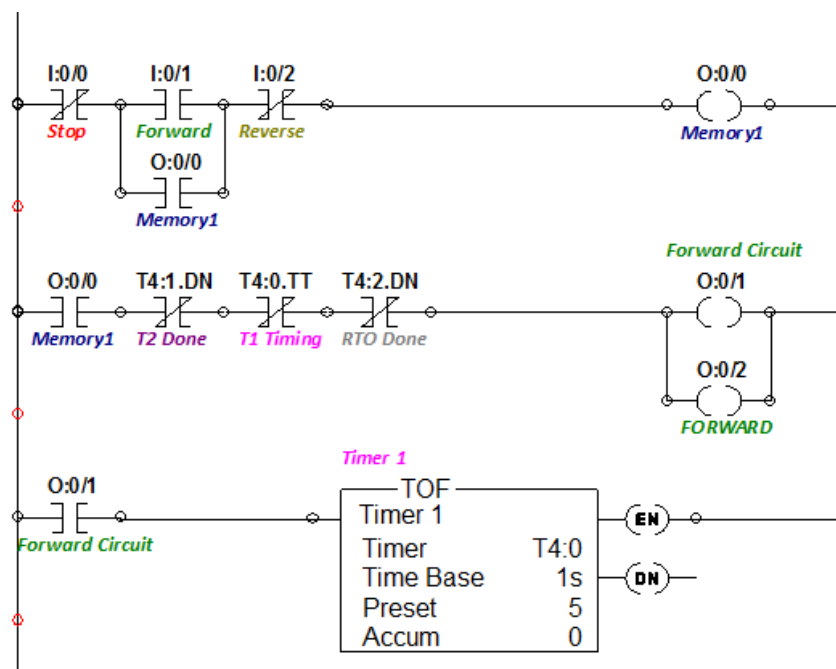 I:0/0 I:0/1 I:0/2 O:0/0
Stop Forward Reverse Memory1
O:0/0
Memory1
Forward Circuit
O:0/0 T4:1.DN T4:0.TT T4:2.DN O:0/1
Memory1 T2 Done T1 Timing RTO Done
O:0/2
FORWARD
Timer 1
O:0/1 TOF
Timer 1 EN
Forward Circuit
Timer T4:0
Time Base 1s DN
Preset 5
Accum 0